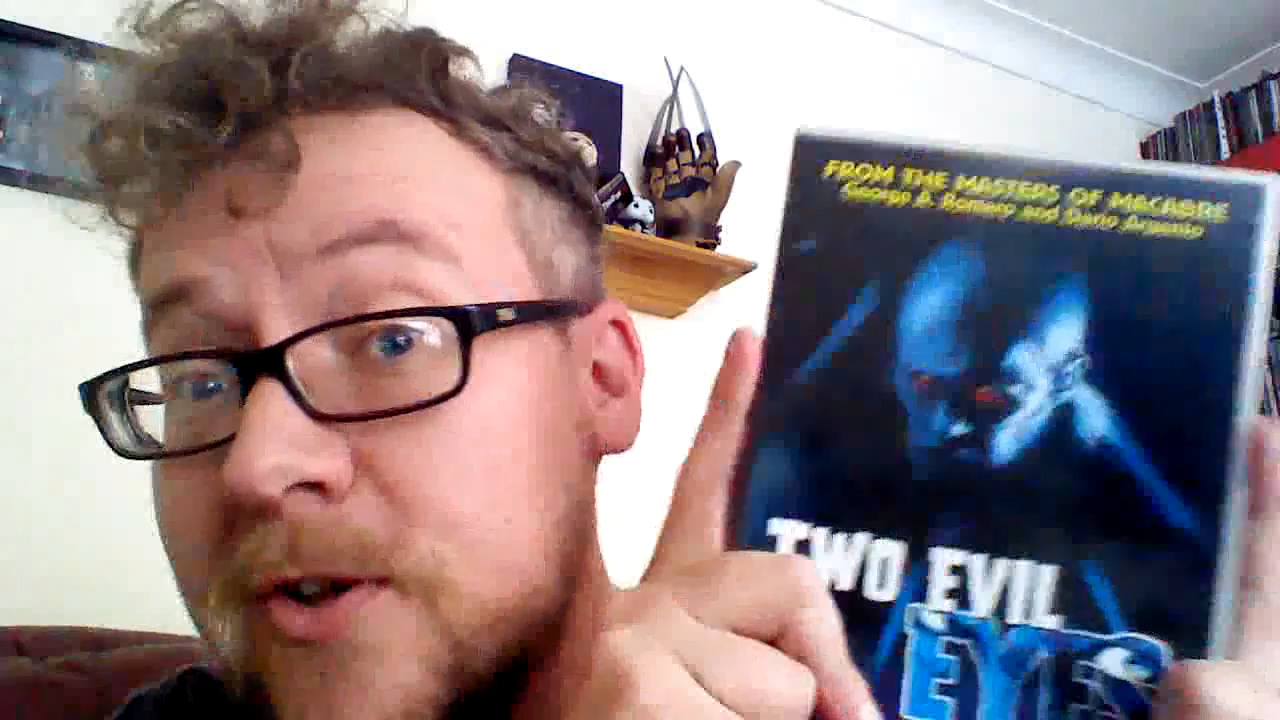 FROM THE MASTERS OF MACABRE
George A. Romero and Dario Argento
TWO EVIL
EYES